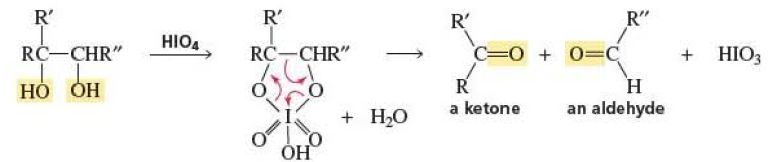 R′ R′ R′ R″
RC—CHR″ HIO₄ RC—CHR″ C=O + O=C + HIO₃
HO OH O O R H
I + H₂O a ketone an aldehyde
O O
OH